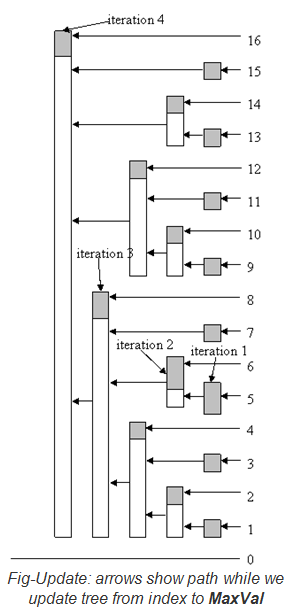 iteration 4
16
15
14
13
12
11
10
iteration 3
9
8
7
iteration 2
iteration 1
6
5
4
3
2
1
0
Fig-Update: arrows show path while we
update tree from index to MaxVal